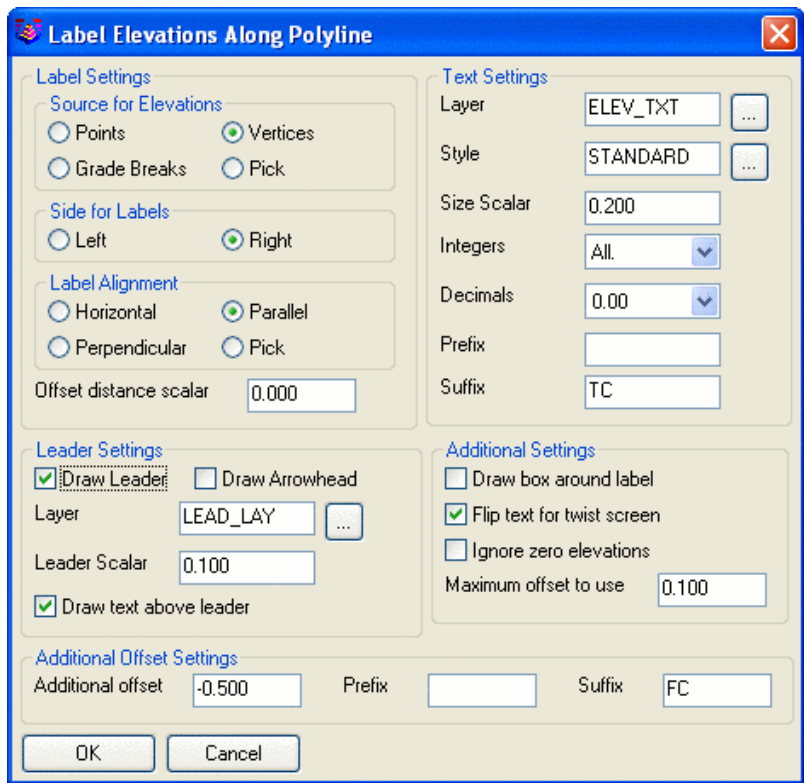 Label Elevations Along Polyline
Label Settings
Source for Elevations
Points Vertices
Grade Breaks Pick
Side for Labels
Left Right
Label Alignment
Horizontal Parallel
Perpendicular Pick
Offset distance scalar 0.000
Text Settings
Layer ELEV_TXT ...
Style STANDARD ...
Size Scalar 0.200
Integers All.
Decimals 0.00
Prefix
Suffix TC
Leader Settings
Draw Leader Draw Arrowhead
Layer LEAD_LAY ...
Leader Scalar 0.100
Draw text above leader
Additional Settings
Draw box around label
Flip text for twist screen
Ignore zero elevations
Maximum offset to use 0.100
Additional Offset Settings
Additional offset -0.500 Prefix Suffix FC
OK Cancel